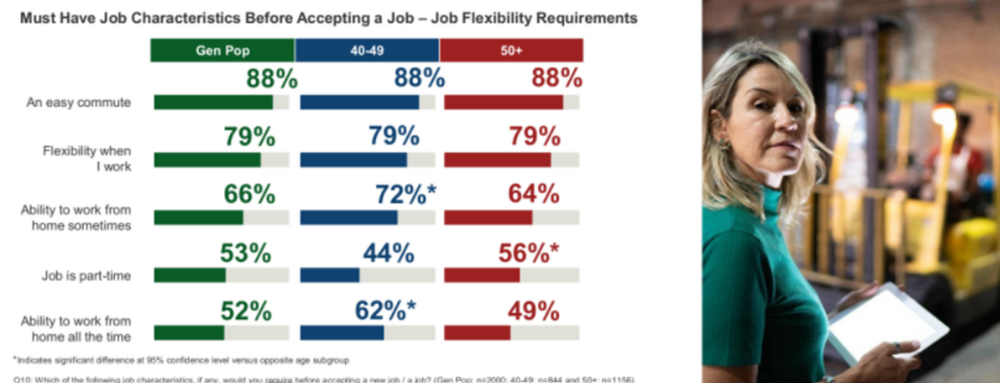 Must Have Job Characteristics Before Accepting a Job – Job Flexibility Requirements
Gen Pop 40-49 50+
88% 88% 88%
An easy commute
79% 79% 79%
Flexibility when
I work
66% 72%* 64%
Ability to work from
home sometimes
53% 44% 56%*
Job is part-time
52% 62%* 49%
Ability to work from
home all the time
*Indicates significant difference at 95% confidence level versus opposite age subgroup
Q10: Which of the following job characteristics, if any, would you require before accepting a new job / a job? (Gen Pop: n=2000; 40-49: n=844 and 50+: n=1156)